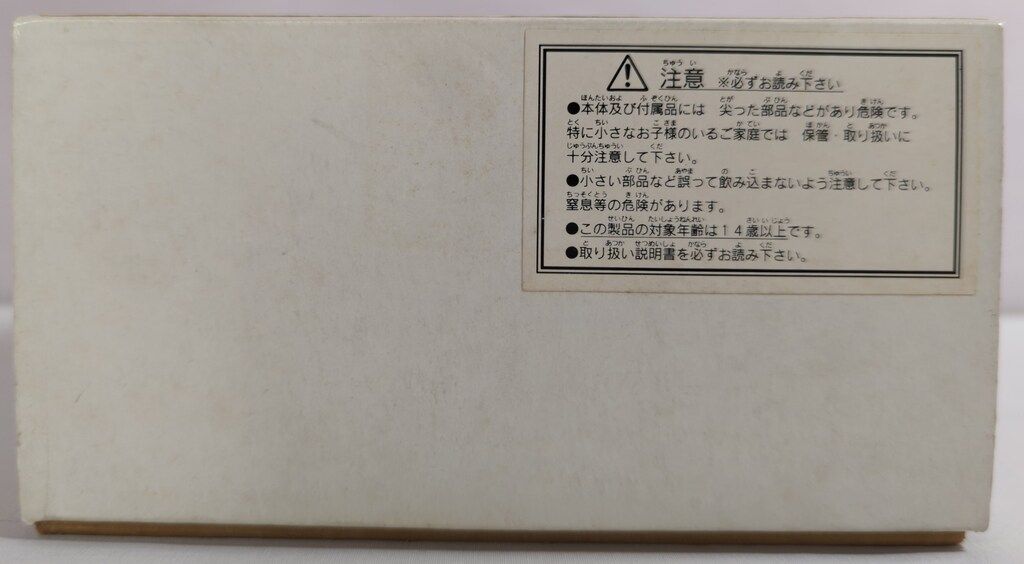 ⚠ 注意 ※必ずお読み下さい
●本体及び付属品には 尖った部品などがあり危険です。
特に小さなお子様のいるご家庭では 保管・取り扱いに
十分注意して下さい。
●小さい部品など誤って飲み込まないよう注意して下さい。
窒息等の危険があります。
●この製品の対象年齢は14歳以上です。
●取り扱い説明書を必ずお読み下さい。